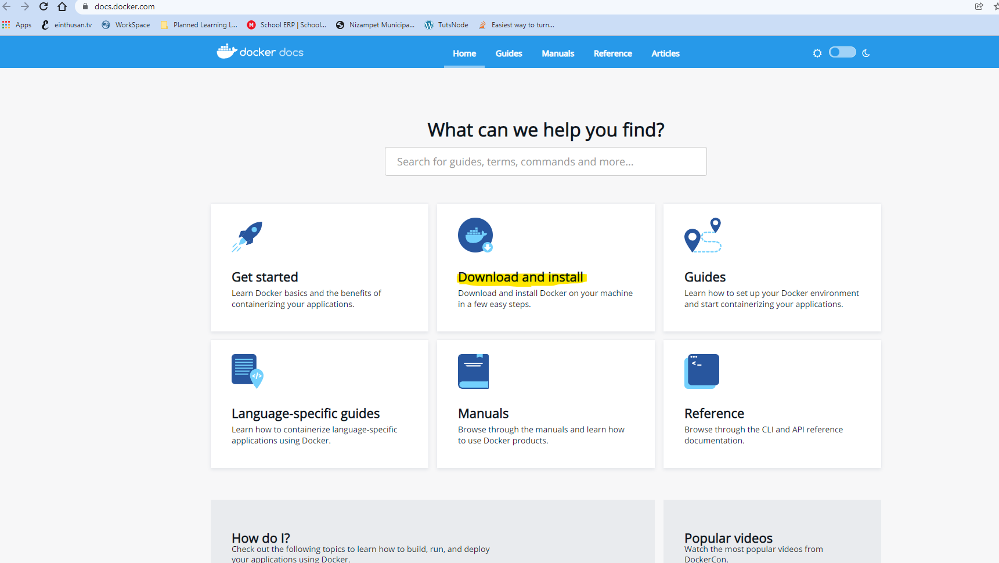 docs.docker.com
Apps einthusan.tv WorkSpace Planned Learning L... School ERP | School... Nizampet Municipa... TutsNode Easiest way to turn...
docker docs Home Guides Manuals Reference Articles
What can we help you find?
Search for guides, terms, commands and more...
Get started
Learn Docker basics and the benefits of
containerizing your applications.
Download and install
Download and install Docker on your machine
in a few easy steps.
Guides
Learn how to set up your Docker environment
and start containerizing your applications.
Language-specific guides
Learn how to containerize language-specific
applications using Docker.
Manuals
Browse through the manuals and learn how
to use Docker products.
Reference
Browse through the CLI and API reference
documentation.
How do I?
Check out the following topics to learn how to build, run, and deploy
your applications using Docker.
Popular videos
Watch the most popular videos from
DockerCon.